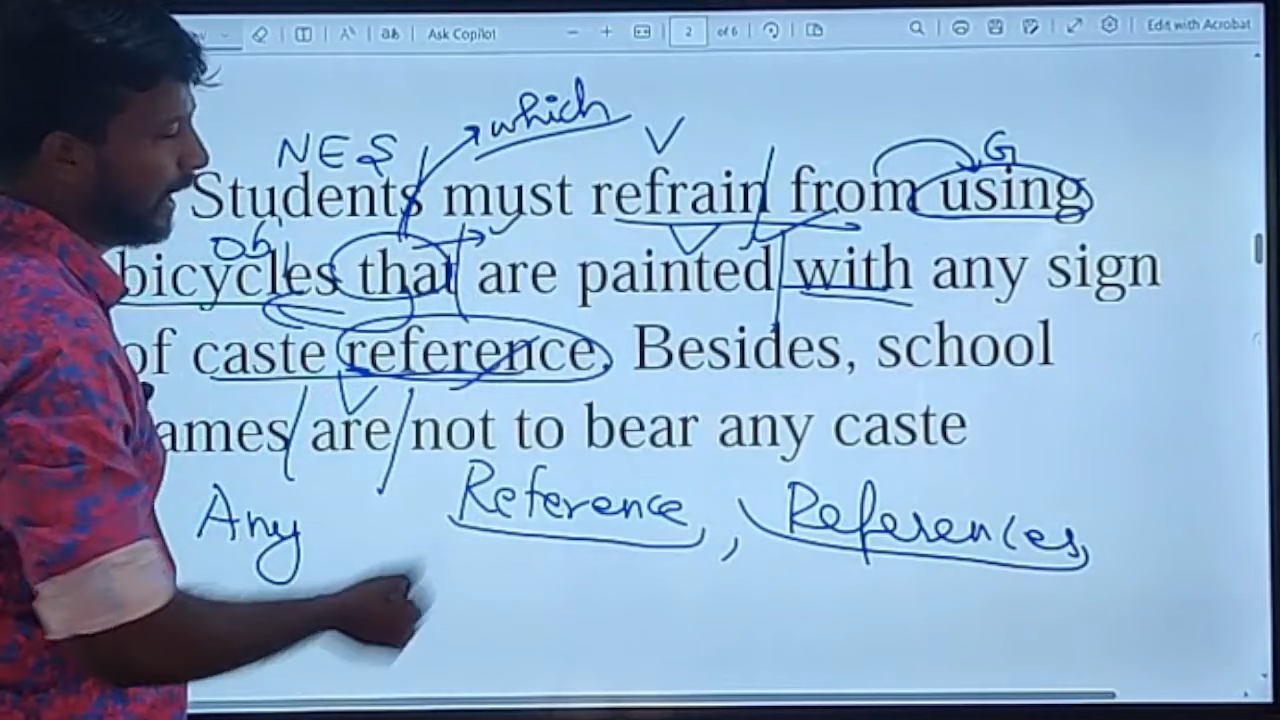 Ask Copilot
2 of 6
Edit with Acrobat
which
NES
G
Students must refrain from using
Obj
bicycles that are painted with any sign
of caste reference. Besides, school
ames are not to bear any caste
Any Reference, References